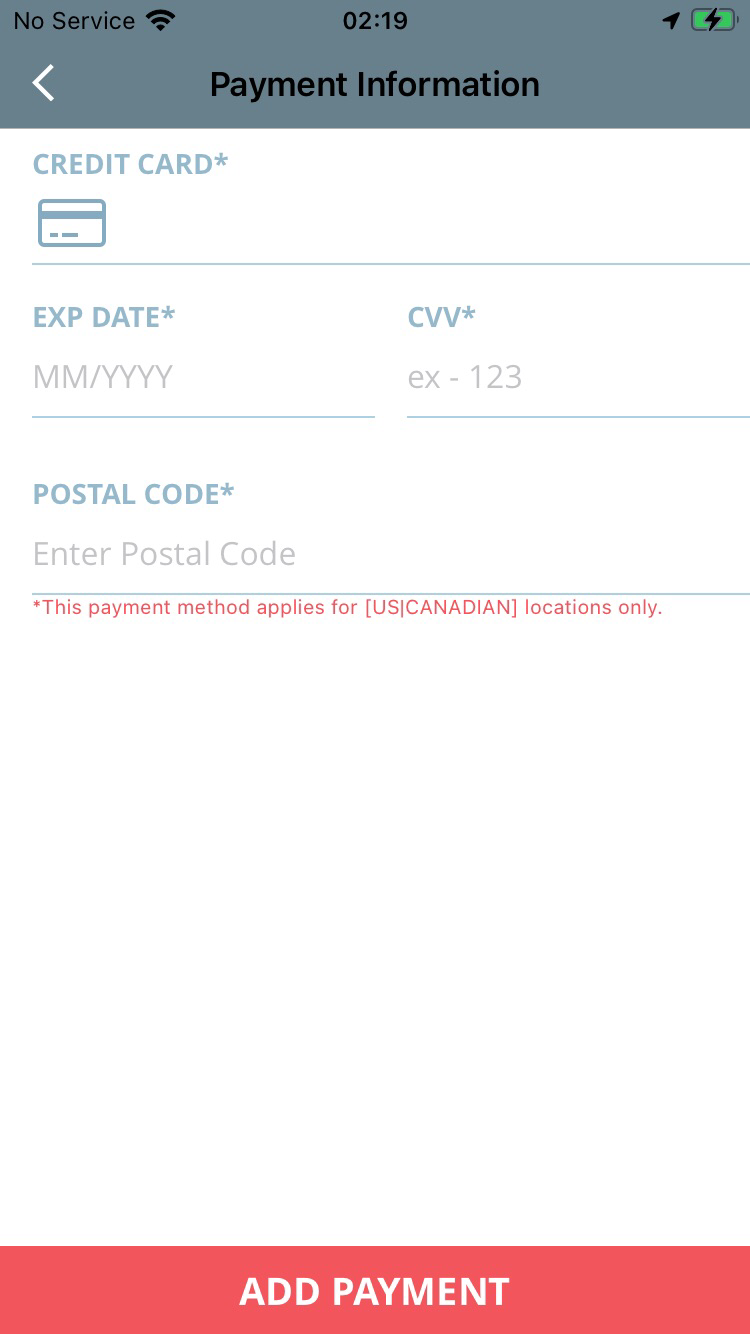 No Service 02:19
Payment Information
CREDIT CARD*
EXP DATE* CVV*
MM/YYYY ex - 123
POSTAL CODE*
Enter Postal Code
*This payment method applies for [US|CANADIAN] locations only.
ADD PAYMENT